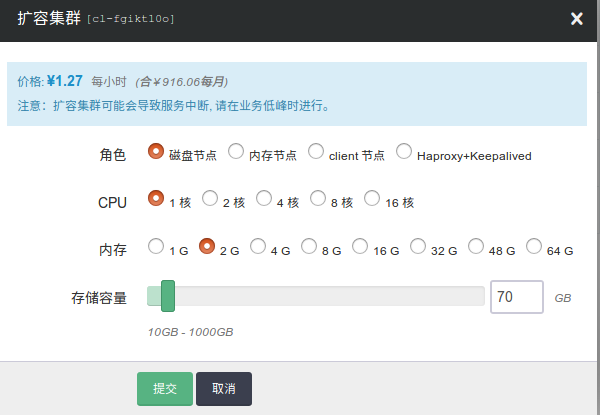 扩容集群 [cl-fgiktl0o] ×
价格: ¥1.27 每小时 (合￥916.06每月)
注意：扩容集群可能会导致服务中断, 请在业务低峰时进行。
角色 磁盘节点 内存节点 client 节点 Haproxy+Keepalived
CPU 1 核 2 核 4 核 8 核 16 核
内存 1 G 2 G 4 G 8 G 16 G 32 G 48 G 64 G
存储容量 70 GB
10GB - 1000GB
提交 取消